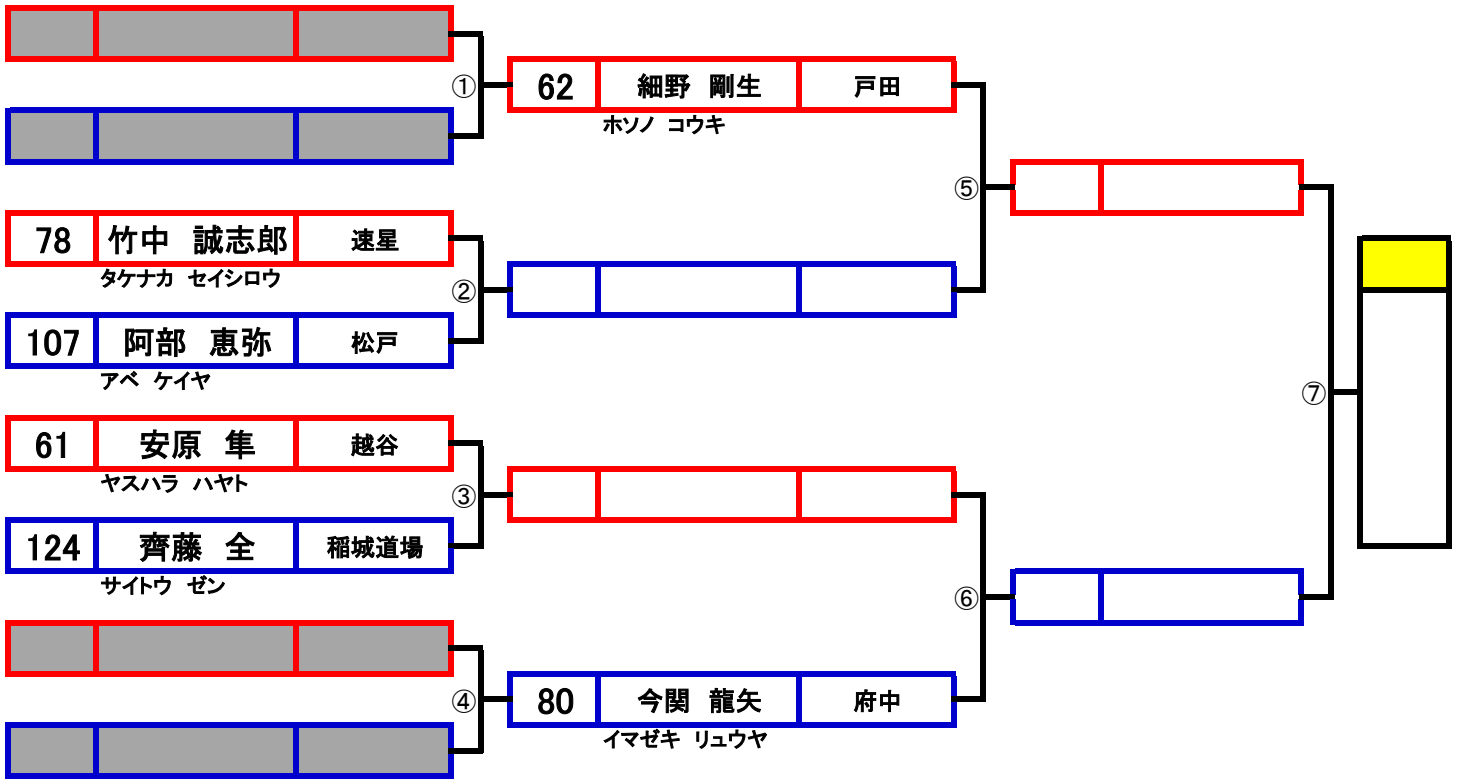 ① 62 細野 剛生 戸田
ホソノ コウキ
⑤
78 竹中 誠志郎 速星
タケナカ セイシロウ
②
107 阿部 恵弥 松戸
アベ ケイヤ
⑦
61 安原 隼 越谷
ヤスハラ ハヤト
③
124 齊藤 全 稲城道場
サイトウ ゼン
⑥
④ 80 今関 龍矢 府中
イマゼキ リュウヤ